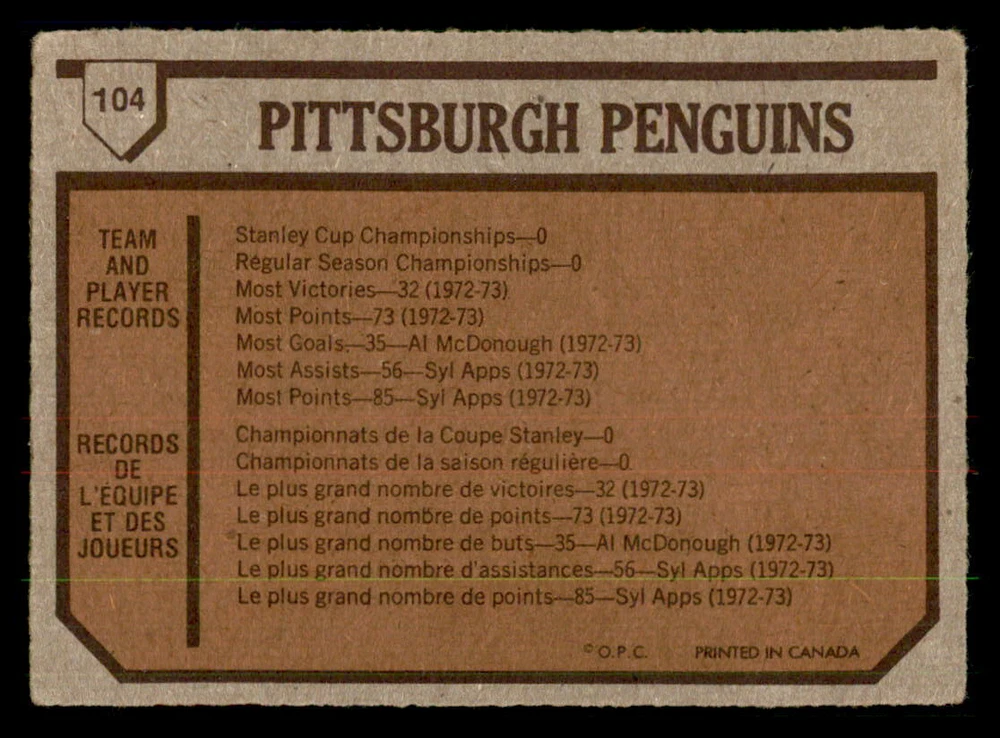 104
PITTSBURGH PENGUINS
TEAM
AND
PLAYER
RECORDS
Stanley Cup Championships—0
Regular Season Championships—0
Most Victories—32 (1972-73)
Most Points—73 (1972-73)
Most Goals—35—Al McDonough (1972-73)
Most Assists—56—Syl Apps (1972-73)
Most Points—85—Syl Apps (1972-73)
RECORDS
DE
L'ÉQUIPE
ET DES
JOUEURS
Championnats de la Coupe Stanley—0
Championnats de la saison régulière—0
Le plus grand nombre de victoires—32 (1972-73)
Le plus grand nombre de points—73 (1972-73)
Le plus grand nombre de buts—35—Al McDonough (1972-73)
Le plus grand nombre d'assistances—56—Syl Apps (1972-73)
Le plus grand nombre de points—85—Syl Apps (1972-73)
© O.P.C. PRINTED IN CANADA